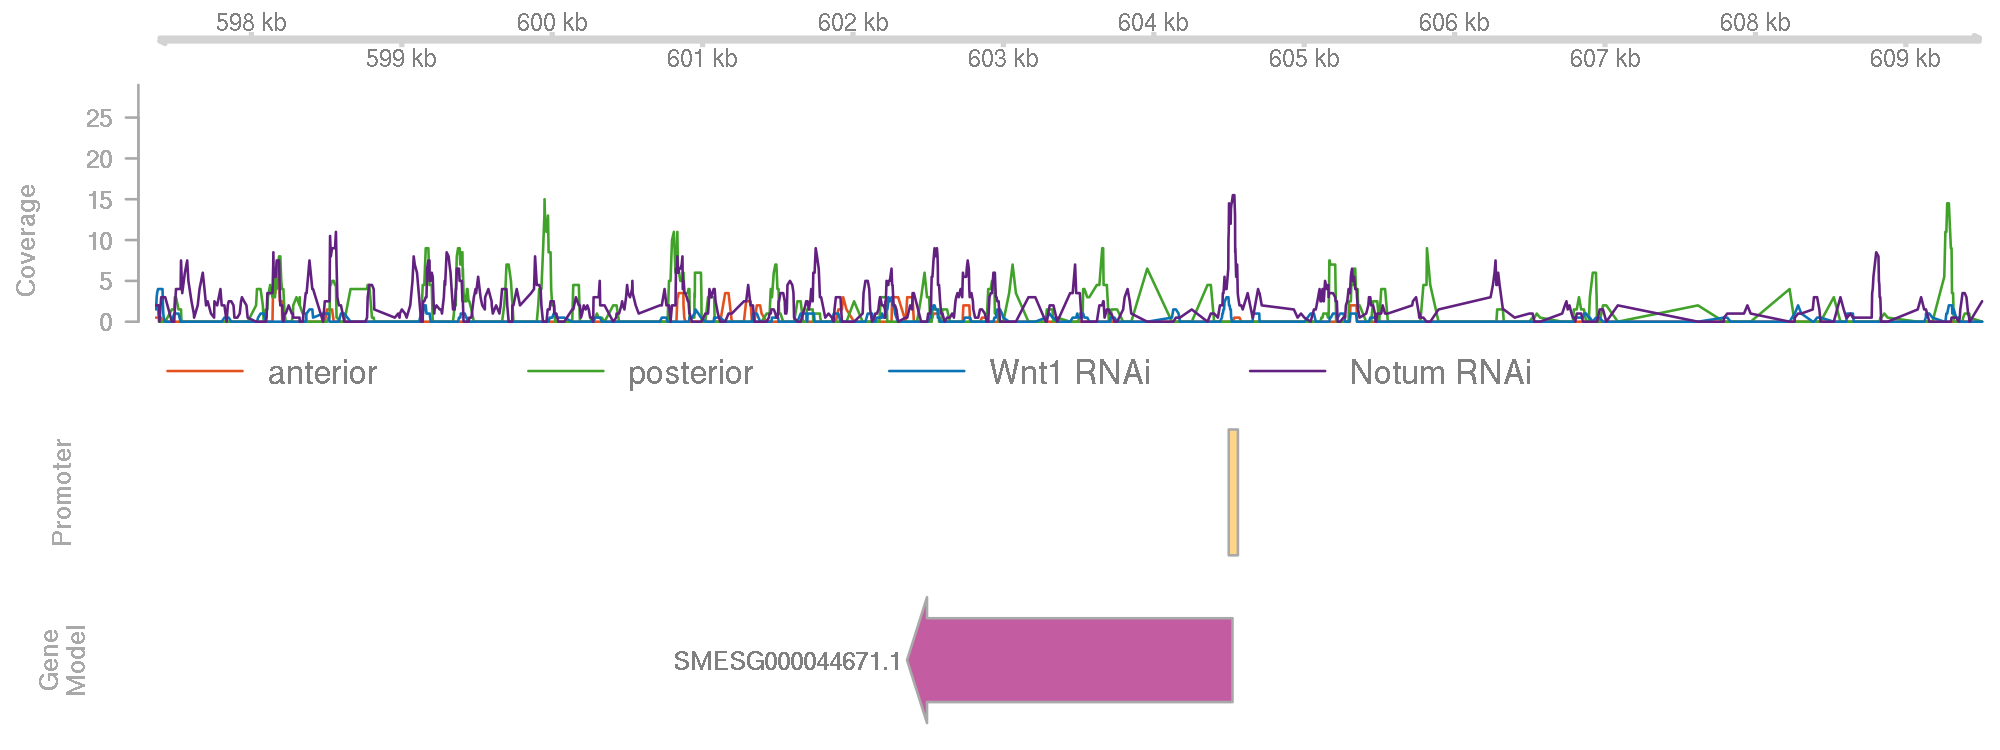 598 kb 600 kb 602 kb 604 kb 606 kb 608 kb
599 kb 601 kb 603 kb 605 kb 607 kb 609 kb
Coverage
25
20
15
10
5
0
anterior posterior Wnt1 RNAi Notum RNAi
Promoter
Gene
Model
SMESG000044671.1